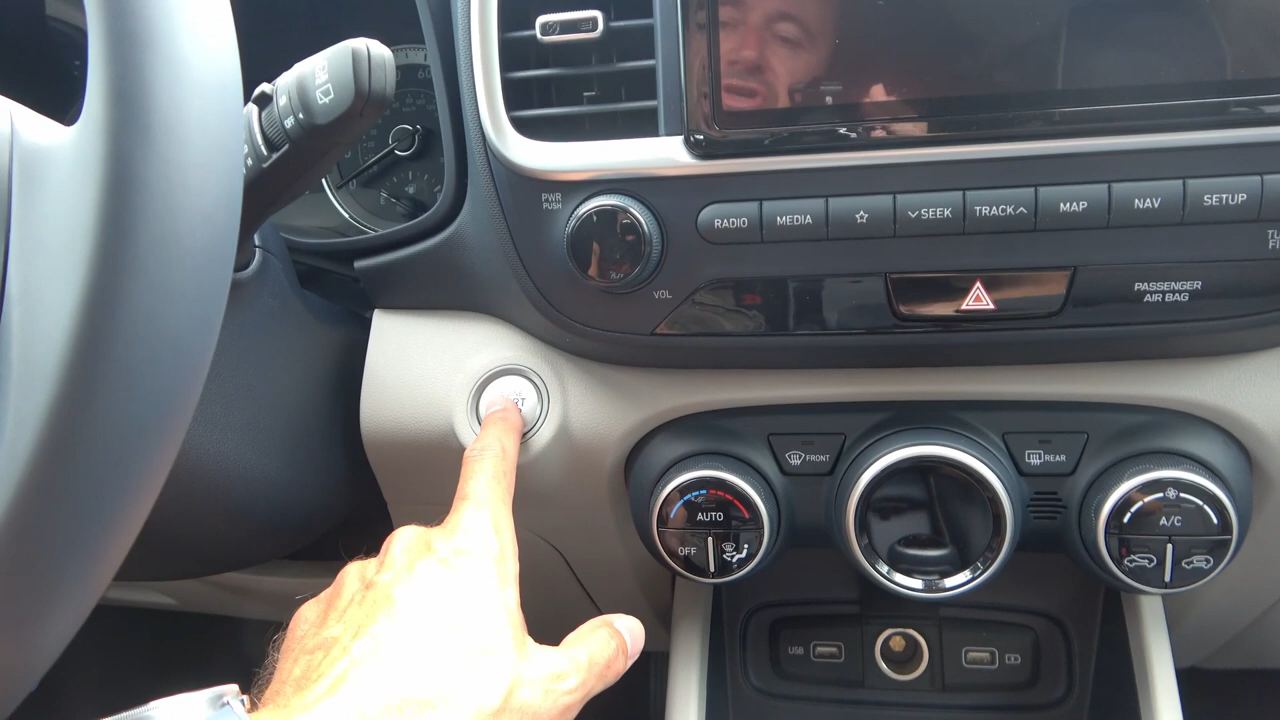 OFF
60
PWR
PUSH
VOL
RADIO
MEDIA
SEEK
TRACK
MAP
NAV
SETUP
PASSENGER
AIR BAG
FRONT
REAR
AUTO
OFF
A/C
USB